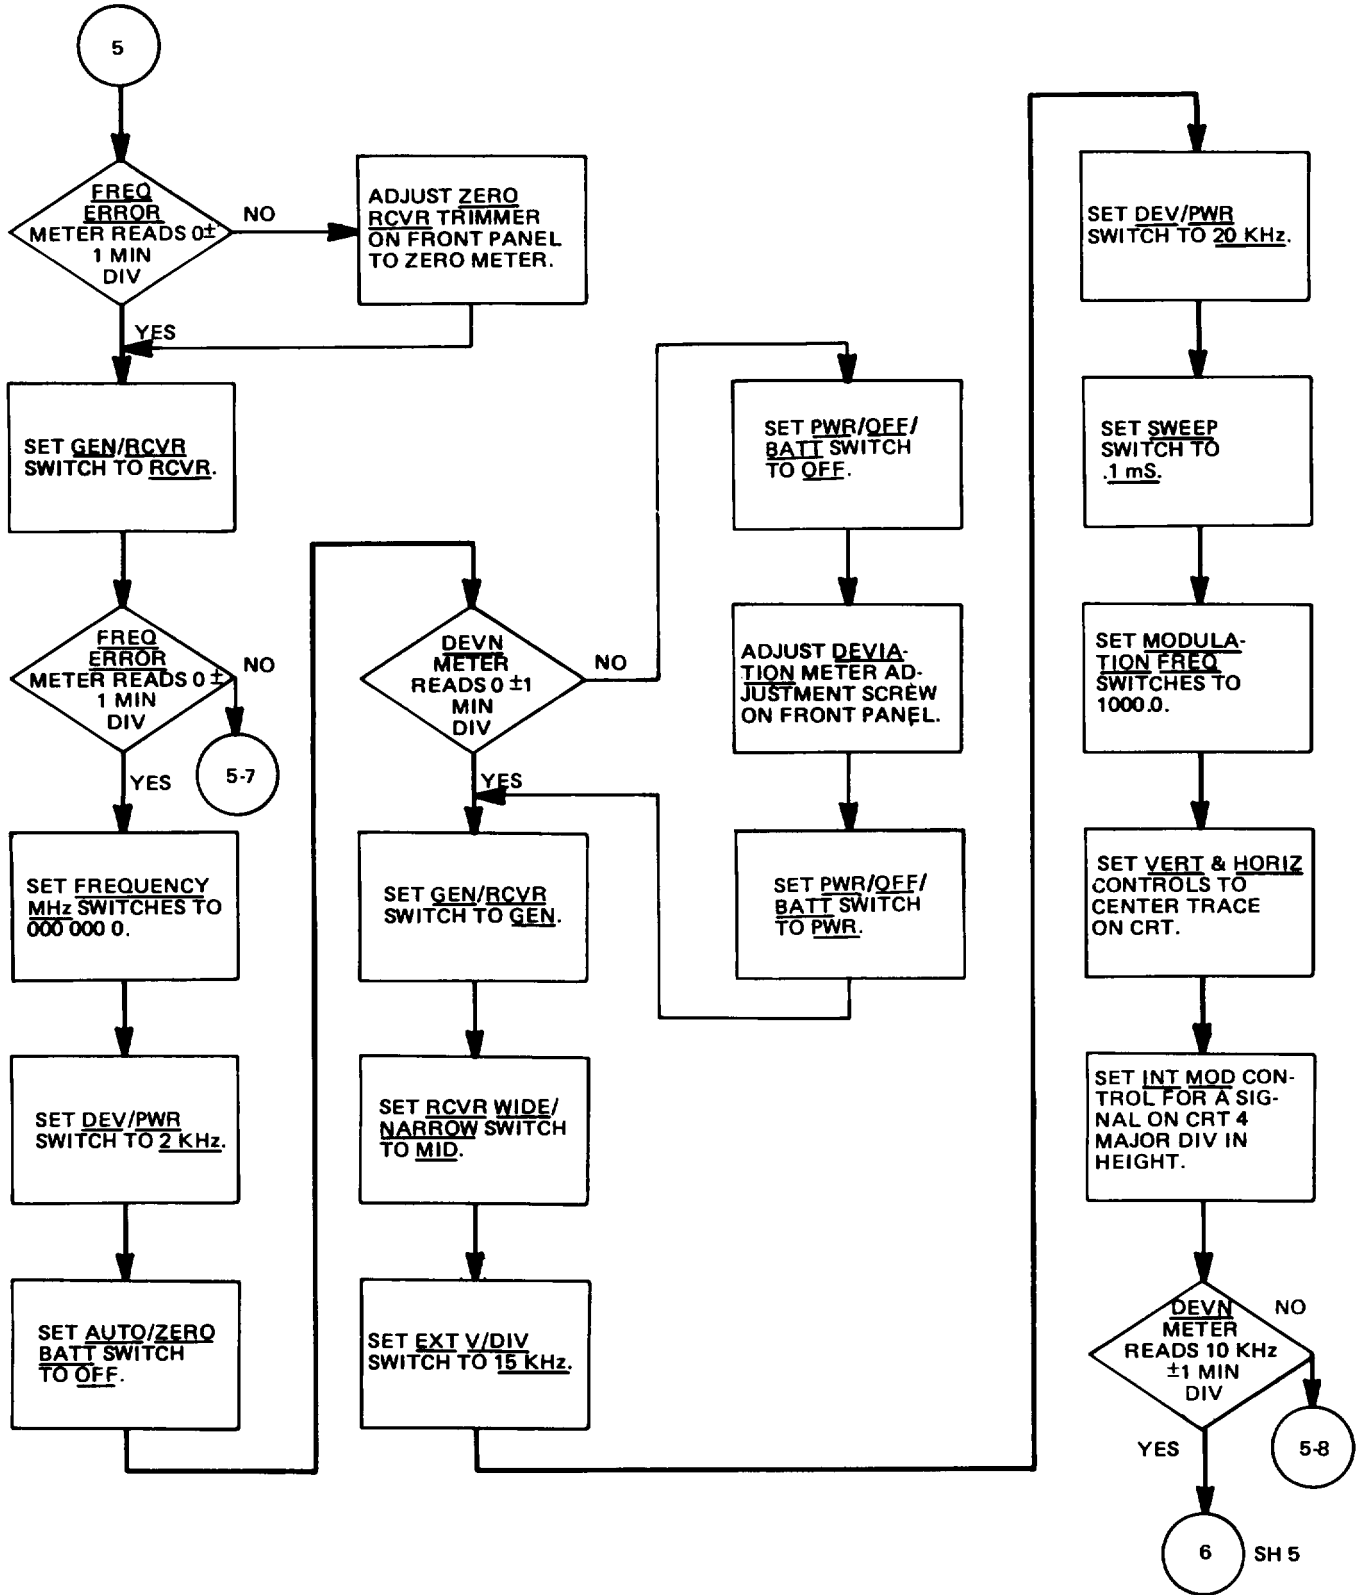 5
FREQ
ERROR
METER READS 0±
1 MIN
DIV
NO
ADJUST ZERO
RCVR TRIMMER
ON FRONT PANEL
TO ZERO METER.
YES
SET GEN/RCVR
SWITCH TO RCVR.
FREQ
ERROR
METER READS 0 ±
1 MIN
DIV
NO
5-7
YES
SET FREQUENCY
MHz SWITCHES TO
000 000 0.
SET DEV/PWR
SWITCH TO 2 KHz.
SET AUTO/ZERO
BATT SWITCH
TO OFF.
DEVN
METER
READS 0 ±1
MIN
DIV
NO
YES
SET PWR/OFF/
BATT SWITCH
TO OFF.
ADJUST DEVIA-
TION METER AD-
JUSTMENT SCREW
ON FRONT PANEL.
SET PWR/OFF/
BATT SWITCH
TO PWR.
SET GEN/RCVR
SWITCH TO GEN.
SET RCVR WIDE/
NARROW SWITCH
TO MID.
SET EXT V/DIV
SWITCH TO 15 KHz.
SET DEV/PWR
SWITCH TO 20 KHz.
SET SWEEP
SWITCH TO
.1 mS.
SET MODULA-
TION FREQ
SWITCHES TO
1000.0.
SET VERT & HORIZ
CONTROLS TO
CENTER TRACE
ON CRT.
SET INT MOD CON-
TROL FOR A SIG-
NAL ON CRT 4
MAJOR DIV IN
HEIGHT.
DEVN
METER
READS 10 KHz
±1 MIN
DIV
NO
5-8
YES
6
SH 5